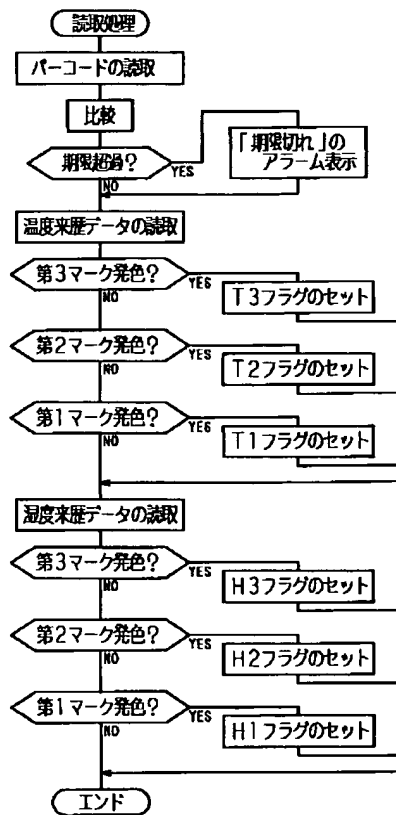 読取処理
バーコードの読取
比較
期限超過?
YES
NO
「期限切れ」の
アラーム表示
温度来歴データの読取
第3マーク発色?
YES
NO
T3フラグのセット
第2マーク発色?
YES
NO
T2フラグのセット
第1マーク発色?
YES
NO
T1フラグのセット
湿度来歴データの読取
第3マーク発色?
YES
NO
H3フラグのセット
第2マーク発色?
YES
NO
H2フラグのセット
第1マーク発色?
YES
NO
H1フラグのセット
エンド